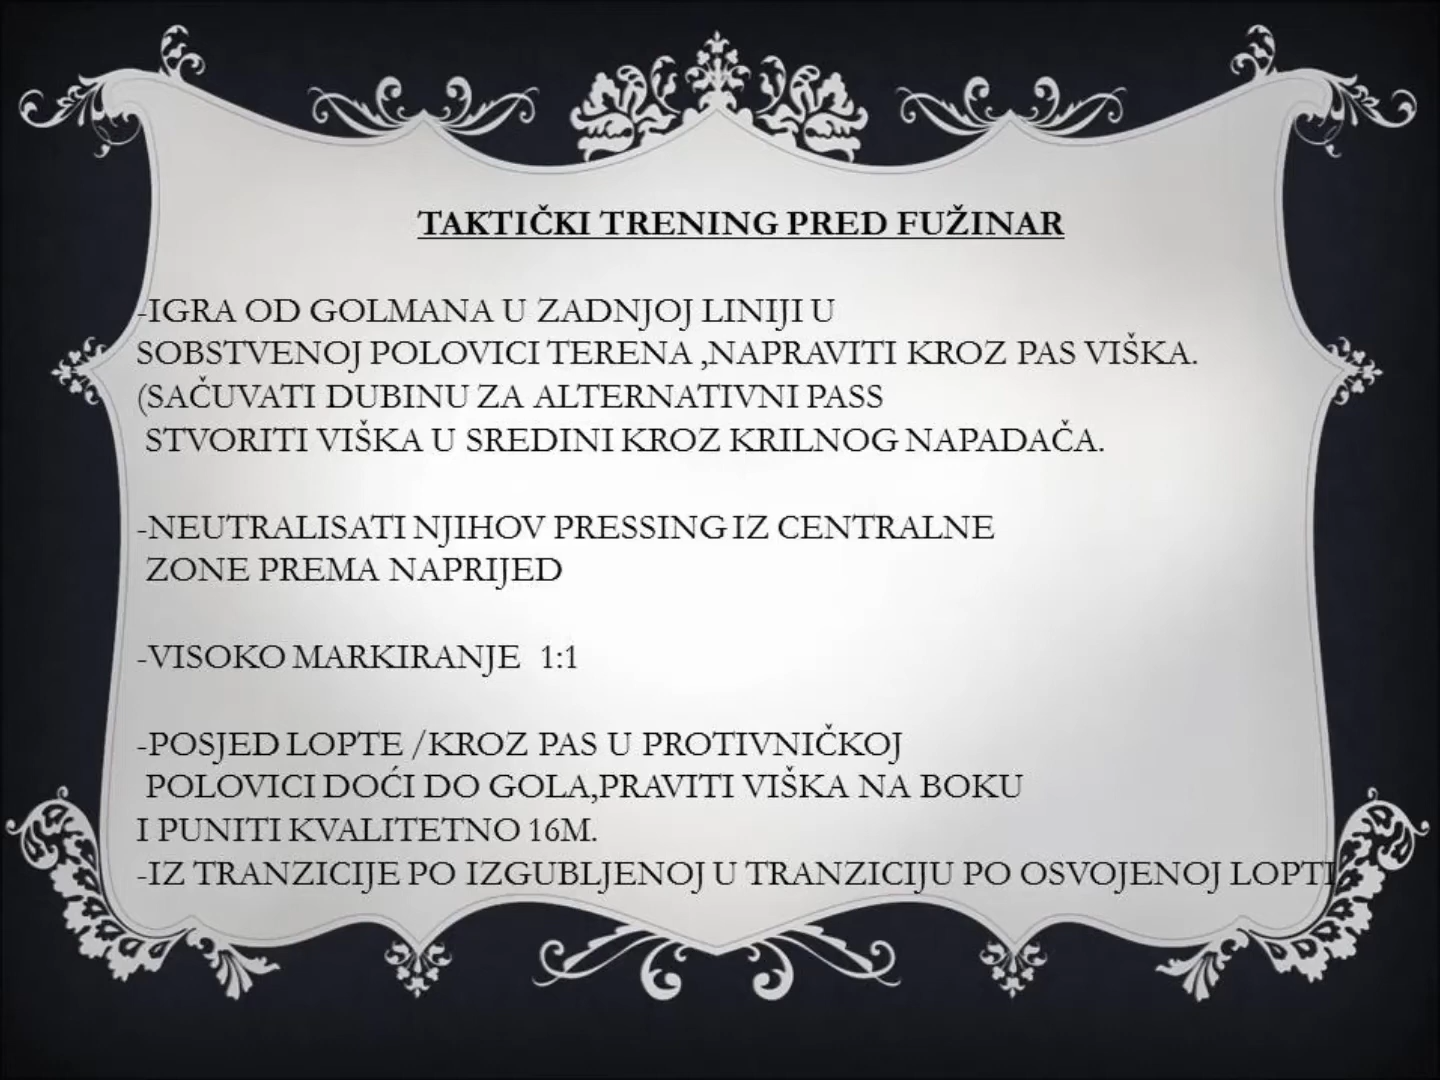 TAKTIČKI TRENING PRED FUŽINAR
-IGRA OD GOLMANA U ZADNJOJ LINIJI U
SOBSTVENOJ POLOVICI TERENA ,NAPRAVITI KROZ PAS VIŠKA.
(SAČUVATI DUBINU ZA ALTERNATIVNI PASS
STVORITI VIŠKA U SREDINI KROZ KRILNOG NAPADAČA.
-NEUTRALISATI NJIHOV PRESSING IZ CENTRALNE
ZONE PREMA NAPRIJED
-VISOKO MARKIRANJE 1:1
-POSJED LOPTE /KROZ PAS U PROTIVNIČKOJ
POLOVICI DOĆI DO GOLA,PRAVITI VIŠKA NA BOKU
I PUNITI KVALITETNO 16M.
-IZ TRANZICIJE PO IZGUBLJENOJ U TRANZICIJU PO OSVOJENOJ LOPTI